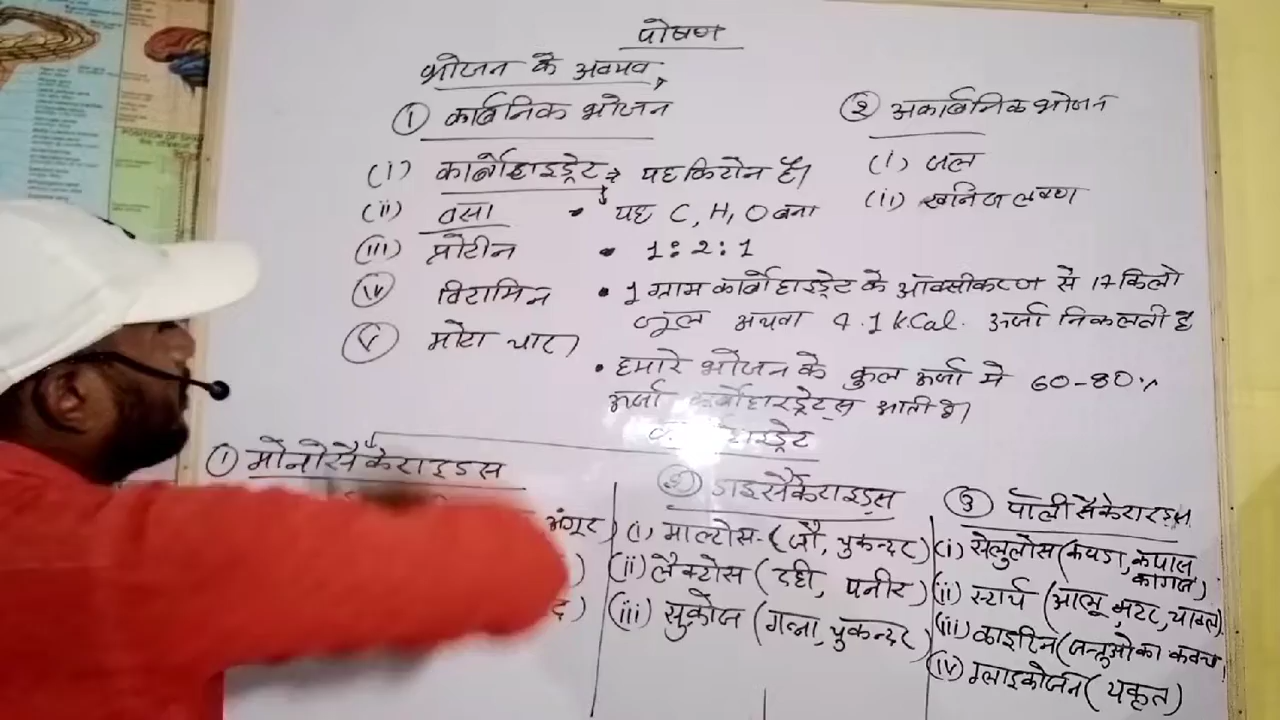 पोषण
भोजन के अवयव
① कार्बनिक भोजन
(i) कार्बोहाइड्रेट → यह किटोन है।
(ii) वसा • यह C, H, O बना
(iii) प्रोटीन • 1:2:1
(iv) विटामिन • 1 ग्राम कार्बोहाइड्रेट के ऑक्सीकरण से 17 किलो
जूल अथवा 4.1 kCal. ऊर्जा निकलती है
(v) मोटा चारा
• हमारे भोजन के कुल ऊर्जा मे 60-80%
ऊर्जा कार्बोहाइड्रेट्स आती है।
② अकार्बनिक भोजन
(i) जल
(ii) खनिज लवण
① मोनोसैकेराइडस
अंगूर)
② डाइसैकेराइड्स
(i) माल्टोस-(जौ, चुकन्दर)
(ii) लैक्टोस (दही, पनीर)
(iii) सुक्रोज (गन्ना, चुकन्दर)
③ पॉलीसैकेराइड्स
(i) सेलुलोस (कपडा, कपास, कागज)
(ii) स्टार्च (आलू, मटर, चावल)
(iii) काइटिन (जन्तुओ का कवच)
(iv) ग्लाइकोजन (यकृत)